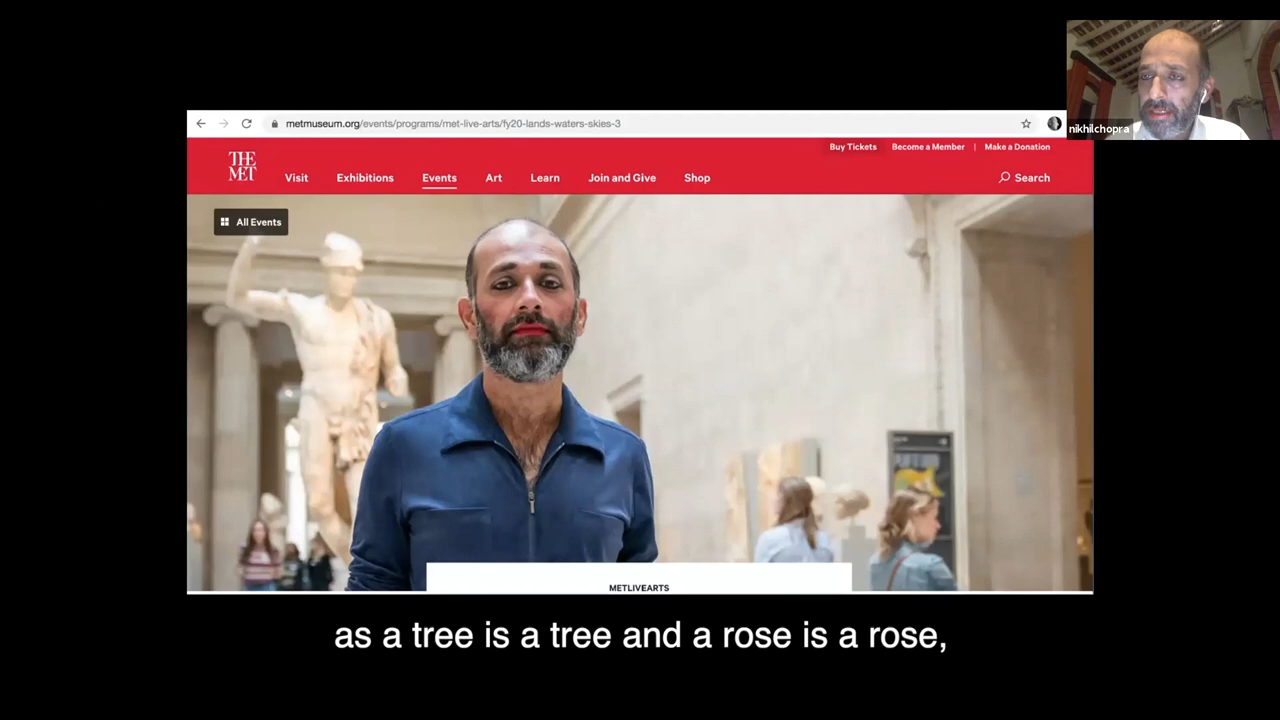 nikhilchopra
metmuseum.org/events/programs/met-live-arts/fy20-lands-waters-skies-3
Buy Tickets Become a Member | Make a Donation
THE
MET
Visit Exhibitions Events Art Learn Join and Give Shop Search
All Events
METLIVEARTS
as a tree is a tree and a rose is a rose,